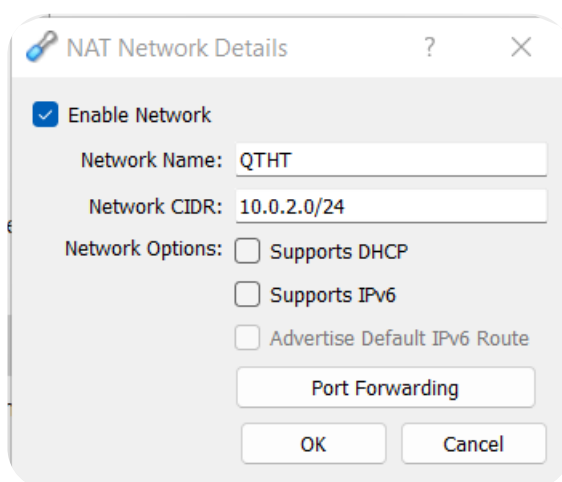 NAT Network Details ?
Enable Network
Network Name: QTHT
Network CIDR: 10.0.2.0/24
Network Options: Supports DHCP
Supports IPv6
Advertise Default IPv6 Route
Port Forwarding
OK Cancel